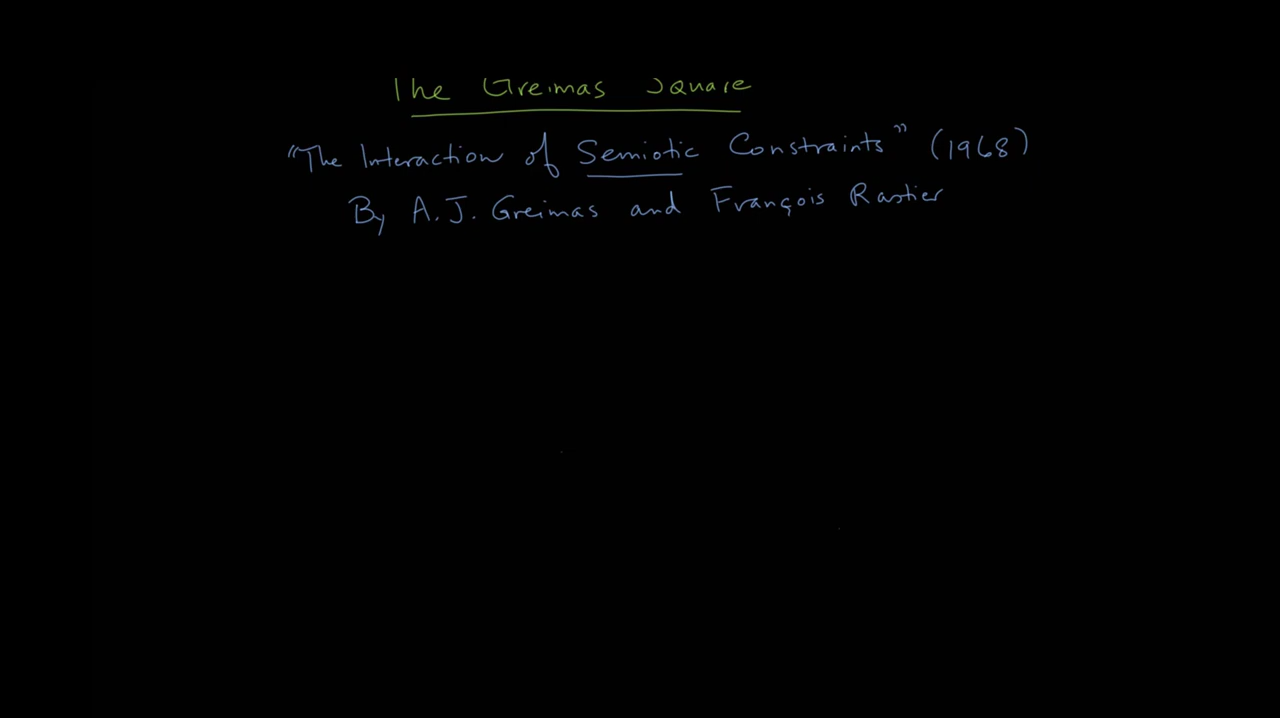 The Greimas Square
"The Interaction of Semiotic Constraints" (1968)
By A.J. Greimas and François Rastier